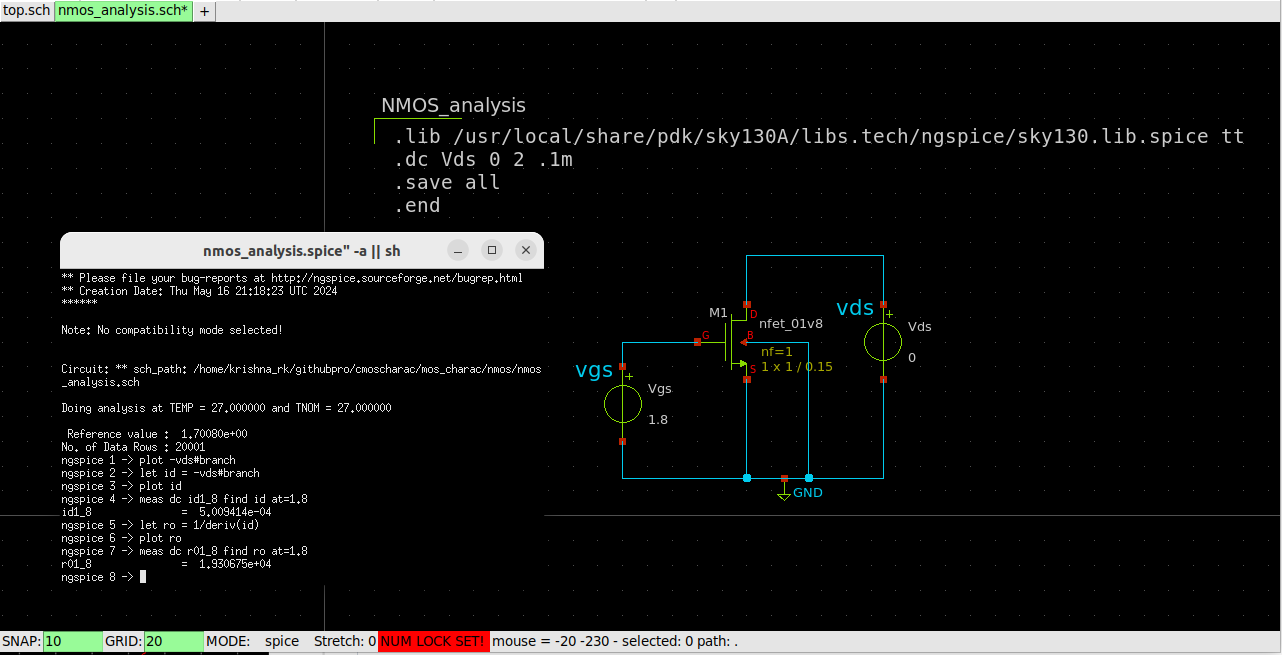 top.sch nmos_analysis.sch* +
NMOS_analysis
.lib /usr/local/share/pdk/sky130A/libs.tech/ngspice/sky130.lib.spice tt
.dc Vds 0 2 .1m
.save all
.end
nmos_analysis.spice" -a || sh
** Please file your bug-reports at http://ngspice.sourceforge.net/bugrep.html
** Creation Date: Thu May 16 21:18:23 UTC 2024
******
Note: No compatibility mode selected!
Circuit: ** sch_path: /home/krishna_rk/githubpro/cmoscharac/mos_charac/nmos/nmos
_analysis.sch
Doing analysis at TEMP = 27.000000 and TNOM = 27.000000
Reference value : 1.70080e+00
No. of Data Rows : 20001
ngspice 1 -> plot -vds#branch
ngspice 2 -> let id = -vds#branch
ngspice 3 -> plot id
ngspice 4 -> meas dc id1_8 find id at=1.8
id1_8 = 5.009414e-04
ngspice 5 -> let ro = 1/deriv(id)
ngspice 6 -> plot ro
ngspice 7 -> meas dc r01_8 find ro at=1.8
r01_8 = 1.930675e+04
ngspice 8 ->
M1
D
G
B
S
nfet_01v8
nf=1
1 x 1 / 0.15
vds
+
Vds
0
vgs
+
Vgs
1.8
GND
SNAP: 10 GRID: 20 MODE: spice Stretch: 0 NUM LOCK SET! mouse = -20 -230 - selected: 0 path: .